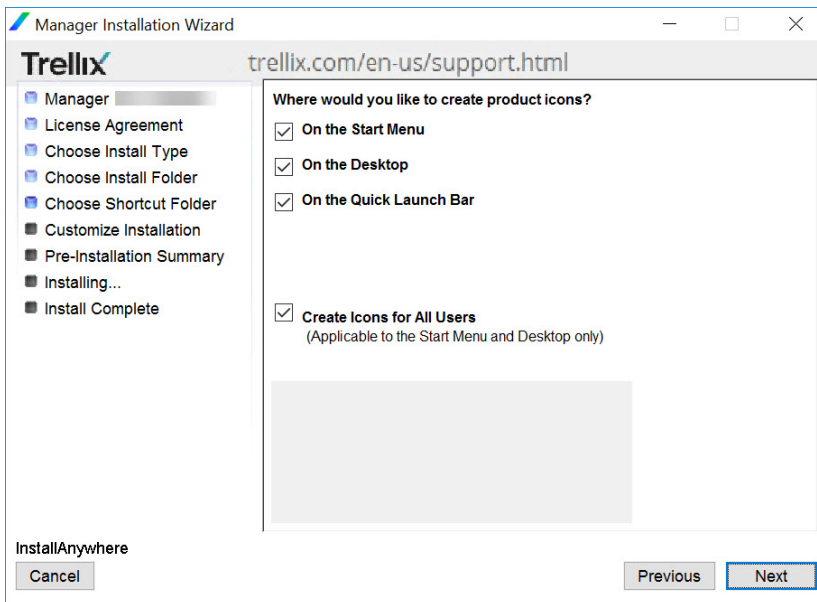 Manager Installation Wizard
Trellix
trellix.com/en-us/support.html
Manager
License Agreement
Choose Install Type
Choose Install Folder
Choose Shortcut Folder
Customize Installation
Pre-Installation Summary
Installing...
Install Complete
Where would you like to create product icons?
On the Start Menu
On the Desktop
On the Quick Launch Bar
Create Icons for All Users
(Applicable to the Start Menu and Desktop only)
InstallAnywhere
Cancel
Previous
Next